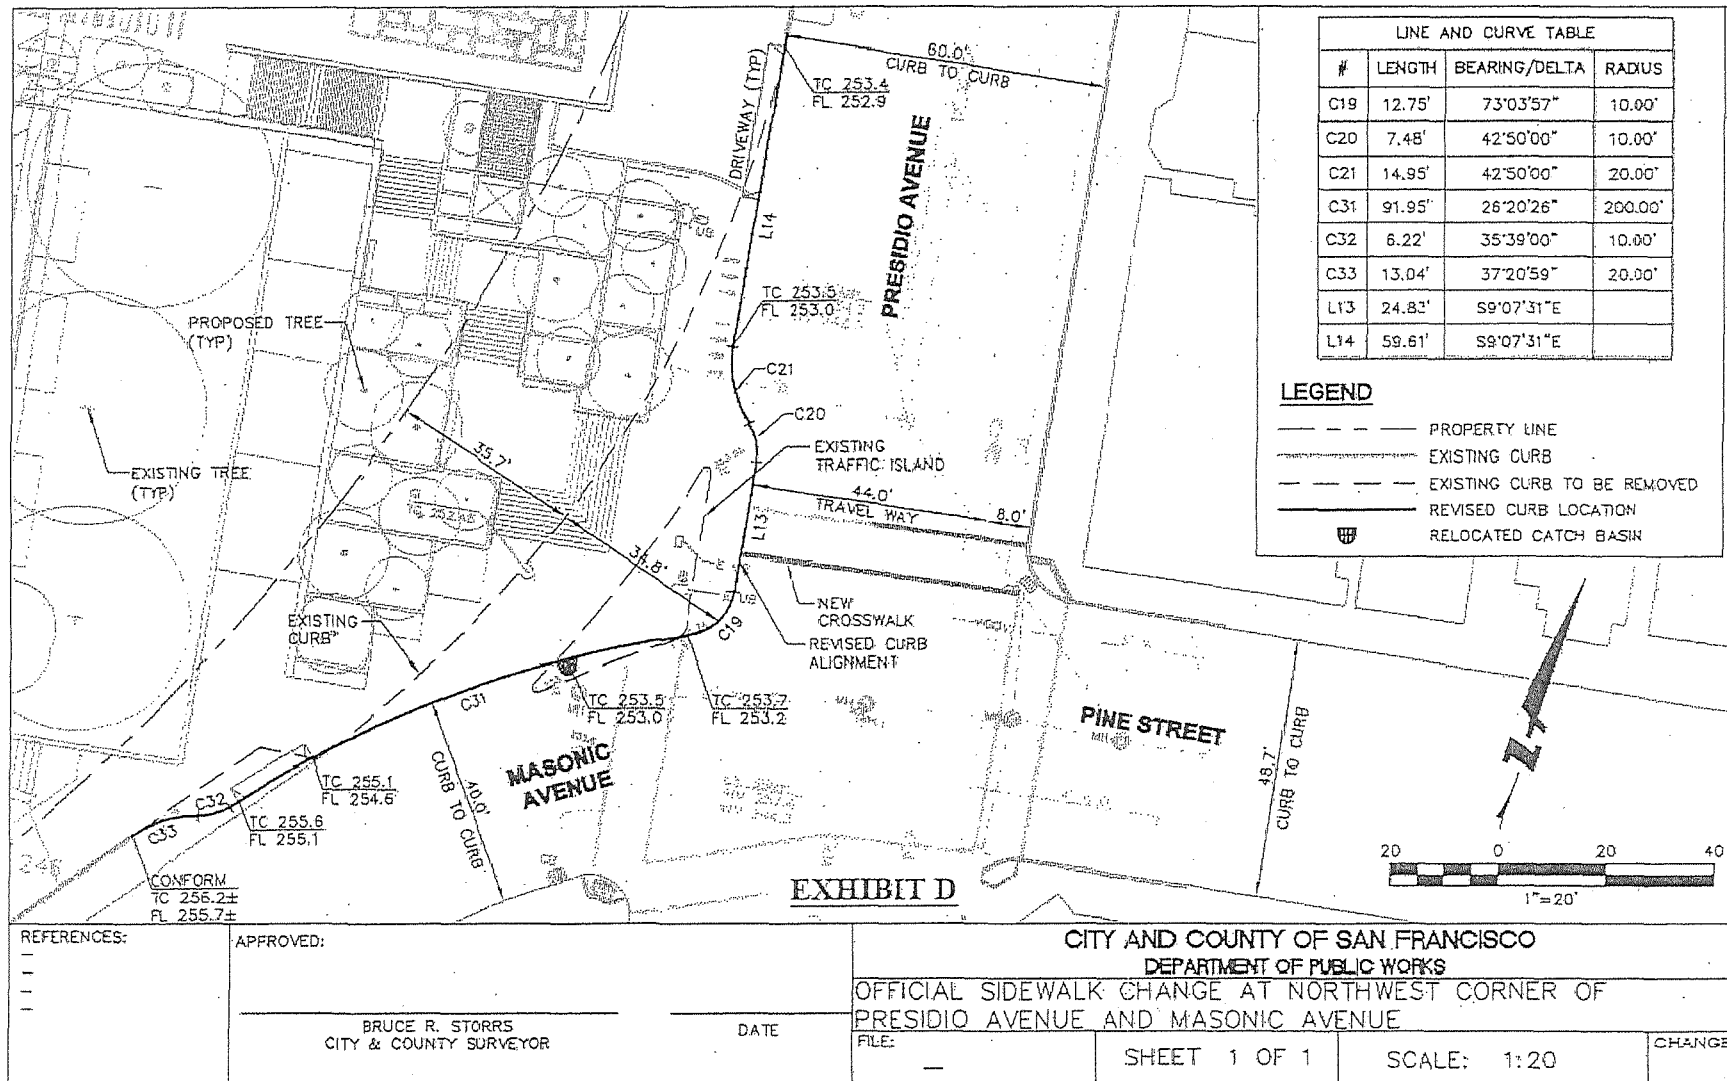 LINE AND CURVE TABLE
# LENGTH BEARING/DELTA RADIUS
C19 12.75' 73°03'57" 10.00'
C20 7.48' 42°50'00" 10.00'
C21 14.95' 42°50'00" 20.00'
C31 91.95' 26°20'26" 200.00'
C32 6.22' 35°39'00" 10.00'
C33 13.04' 37°20'59" 20.00'
L13 24.82' S9°07'31"E
L14 59.61' S9°07'31"E
LEGEND
PROPERTY LINE
EXISTING CURB
EXISTING CURB TO BE REMOVED
REVISED CURB LOCATION
RELOCATED CATCH BASIN
60.0'
CURB TO CURB
DRIVEWAY (TYP)
TC 253.4
FL 252.9
PRESIDIO AVENUE
L14
TC 253.5
FL 253.0
PROPOSED TREE
(TYP)
C21
C20
EXISTING
TRAFFIC ISLAND
EXISTING TREE
(TYP)
35.7'
44.0'
TRAVEL WAY
8.0'
L13
38.8'
NEW
CROSSWALK
EXISTING
CURB
C19
REVISED CURB
ALIGNMENT
C31
TC 253.5
FL 253.0
TC 253.7
FL 253.2
PINE STREET
48.7'
CURB TO CURB
MASONIC
AVENUE
40.0'
CURB TO CURB
TC 255.1
FL 254.6
C32
C33
TC 255.6
FL 255.1
CONFORM
TC 256.2±
FL 255.7±
20 0 20 40
1"=20'
EXHIBIT D
REFERENCES:
APPROVED:
BRUCE R. STORRS
CITY & COUNTY SURVEYOR
DATE
CITY AND COUNTY OF SAN FRANCISCO
DEPARTMENT OF PUBLIC WORKS
OFFICIAL SIDEWALK CHANGE AT NORTHWEST CORNER OF
PRESIDIO AVENUE AND MASONIC AVENUE
FILE:
SHEET 1 OF 1
SCALE: 1:20
CHANGE